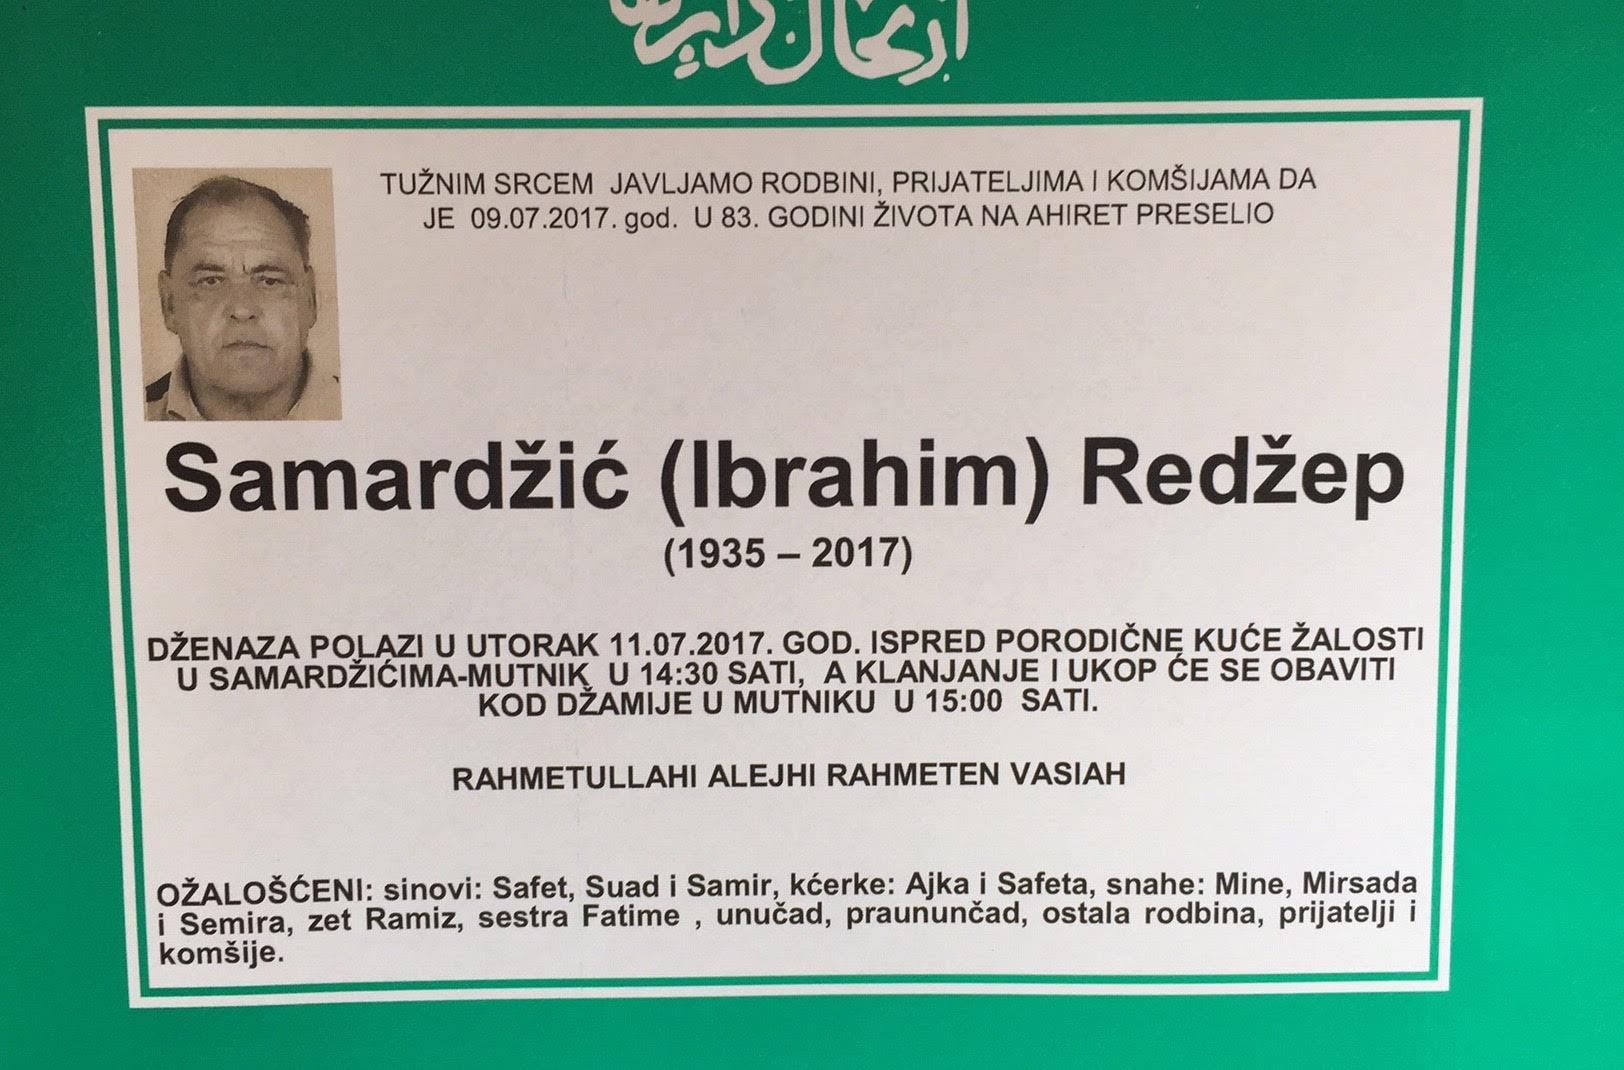 TUŽNIM SRCEM JAVLJAMO RODBINI, PRIJATELJIMA I KOMŠIJAMA DA
JE 09.07.2017. god. U 83. GODINI ŽIVOTA NA AHIRET PRESELIO
Samardžić (Ibrahim) Redžep
(1935 – 2017)
DŽENAZA POLAZI U UTORAK 11.07.2017. GOD. ISPRED PORODIČNE KUĆE ŽALOSTI
U SAMARDŽIĆIMA-MUTNIK U 14:30 SATI, A KLANJANJE I UKOP ĆE SE OBAVITI
KOD DŽAMIJE U MUTNIKU U 15:00 SATI.
RAHMETULLAHI ALEJHI RAHMETEN VASIAH
OŽALOŠĆENI: sinovi: Safet, Suad i Samir, kćerke: Ajka i Safeta, snahe: Mine, Mirsada
i Semira, zet Ramiz, sestra Fatime , unučad, praununčad, ostala rodbina, prijatelji i
komšije.